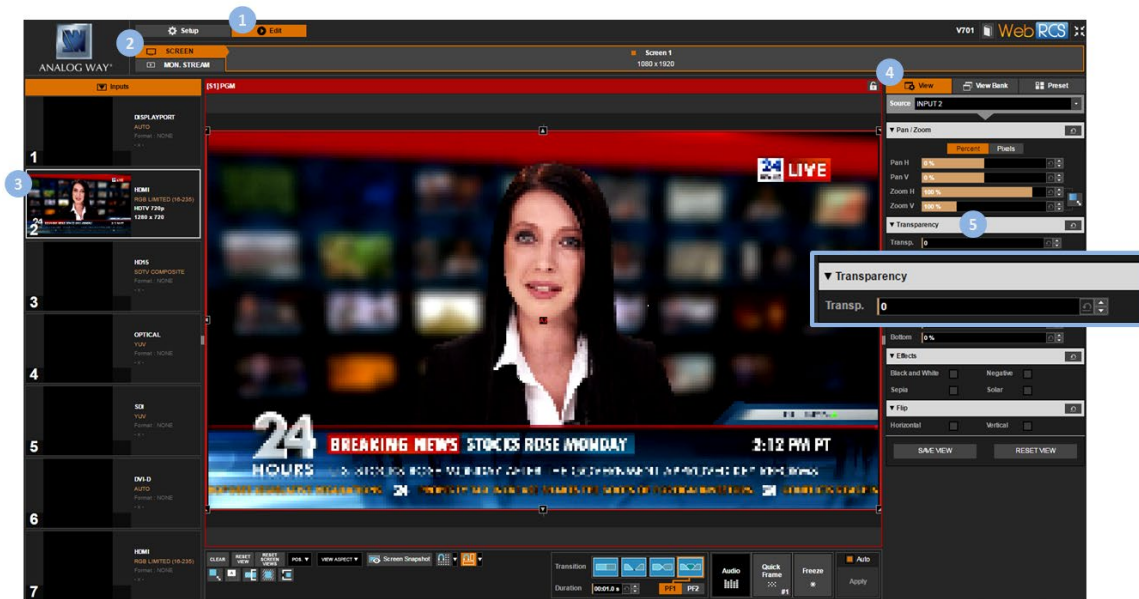 1
Setup
Edit
V701
Web RCS
2
SCREEN
MON. STREAM
Screen 1
1080 x 1920
ANALOG WAY®
Inputs
[S1] PGM
4
View
View Bank
Preset
Source INPUT 2
DISPLAYPORT
AUTO
Format : NONE
- x -
1
3
HDMI
RGB LIMITED (16-235)
HDTV 720p
1280 x 720
2
HD15
SDTV COMPOSITE
Format : NONE
- x -
3
OPTICAL
YUV
Format : NONE
- x -
4
SDI
YUV
Format : NONE
- x -
5
DVI-D
AUTO
Format : NONE
- x -
6
HDMI
RGB LIMITED (16-235)
Format : NONE
- x -
7
24 LIVE
HOURS
24
HOURS
BREAKING NEWS STOCKS ROSE MONDAY 2:12 PM PT
24
24
Pan / Zoom
Percent Pixels
Pan H 0 %
Pan V 0 %
Zoom H 100 %
Zoom V 100 %
Transparency
5
Transp. 0
Transparency
Transp. 0
Bottom 0 %
Effects
Black and White Negative
Sepia Solar
Flip
Horizontal Vertical
SAVE VIEW RESET VIEW
CLEAR
RESET VIEW
RESET SCREEN VIEWS
POS.
VIEW ASPECT
Screen Snapshot
Transition
Duration 00:01.0 s
PF1 PF2
Audio
Quick Frame
#1
Freeze
Auto
Apply